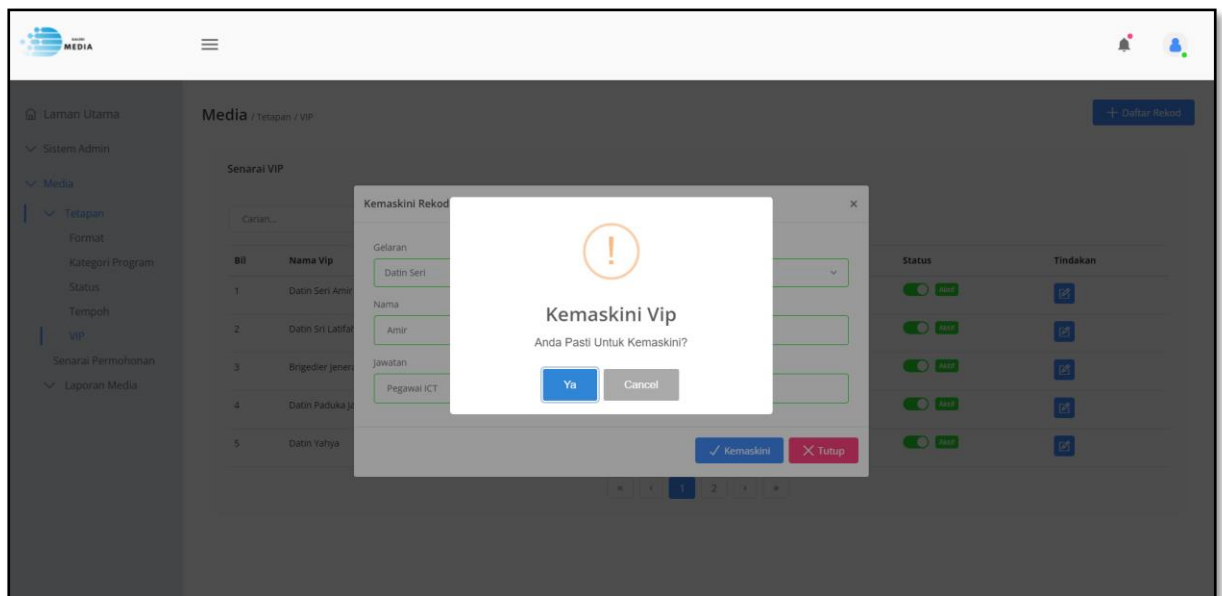 GALERI
MEDIA
Laman Utama
Sistem Admin
Media
Tetapan
Format
Kategori Program
Status
Tempoh
VIP
Senarai Permohonan
Laporan Media
Media / Tetapan / VIP
Daftar Rekod
Senarai VIP
Carian...
Bil Nama Vip Status Tindakan
1 Datin Seri Amir Aktif
2 Datin Sri Latifah Aktif
3 Brigedier Jenera Aktif
4 Datin Paduka Ja Aktif
5 Datin Yahya Aktif
« ‹ 1 2 › »
Kemaskini Rekod
×
Gelaran
Datin Seri
Nama
Amir
Jawatan
Pegawai ICT
Kemaskini
Tutup
!
Kemaskini Vip
Anda Pasti Untuk Kemaskini?
Ya Cancel